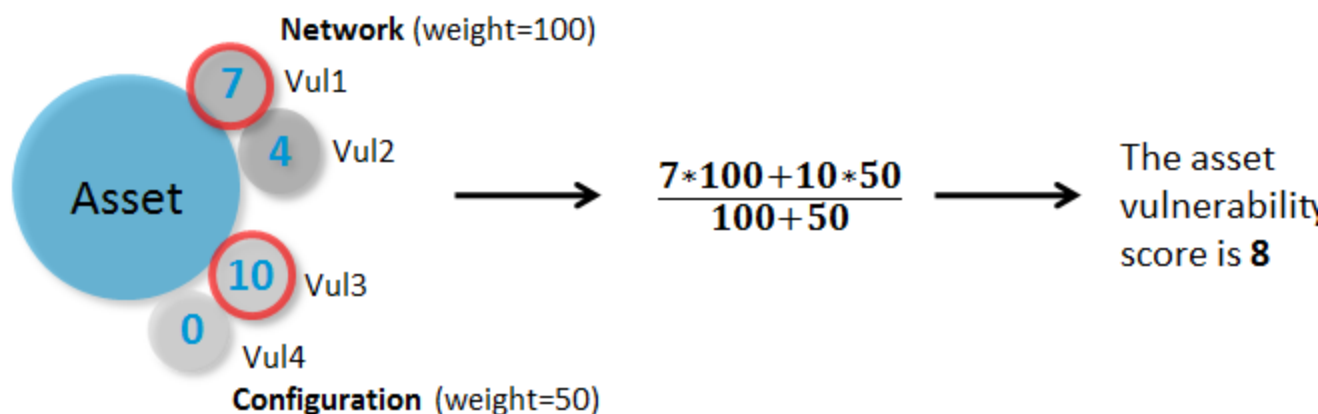 Network (weight=100)
7
Vul1
4
Vul2
Asset
10
Vul3
0
Vul4
Configuration (weight=50)
7*100+10*50
100+50
The asset
vulnerability
score is 8